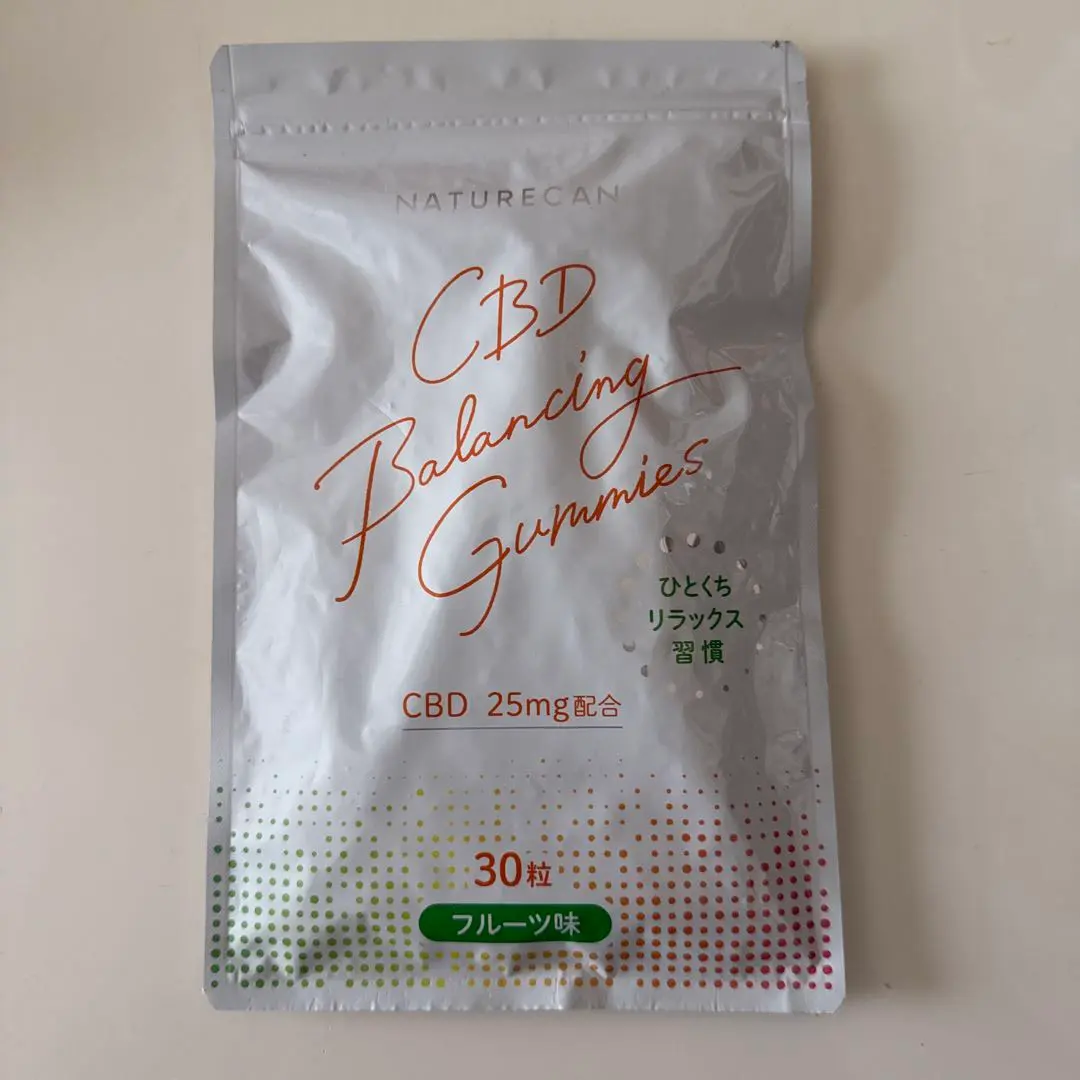 NATURECAN
CBD
Balancing
Gummies
ひとくち
リラックス
習慣
CBD 25mg配合
30粒
フルーツ味